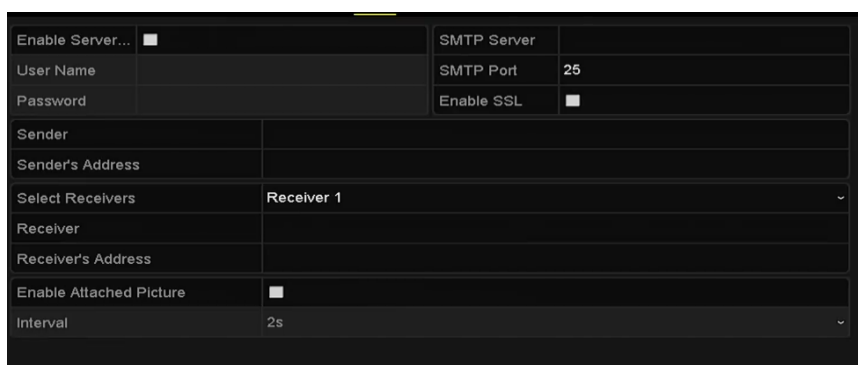 Enable Server...
SMTP Server
User Name
SMTP Port 25
Password
Enable SSL
Sender
Sender's Address
Select Receivers Receiver 1
Receiver
Receiver's Address
Enable Attached Picture
Interval 2s